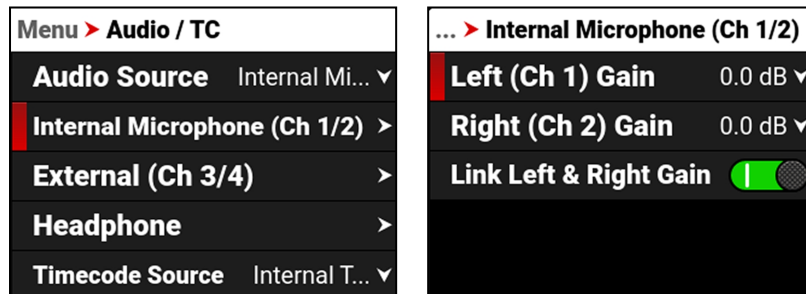 Menu > Audio / TC
Audio Source Internal Mi...
Internal Microphone (Ch 1/2) >
External (Ch 3/4) >
Headphone >
Timecode Source Internal T...
... > Internal Microphone (Ch 1/2)
Left (Ch 1) Gain 0.0 dB
Right (Ch 2) Gain 0.0 dB
Link Left & Right Gain